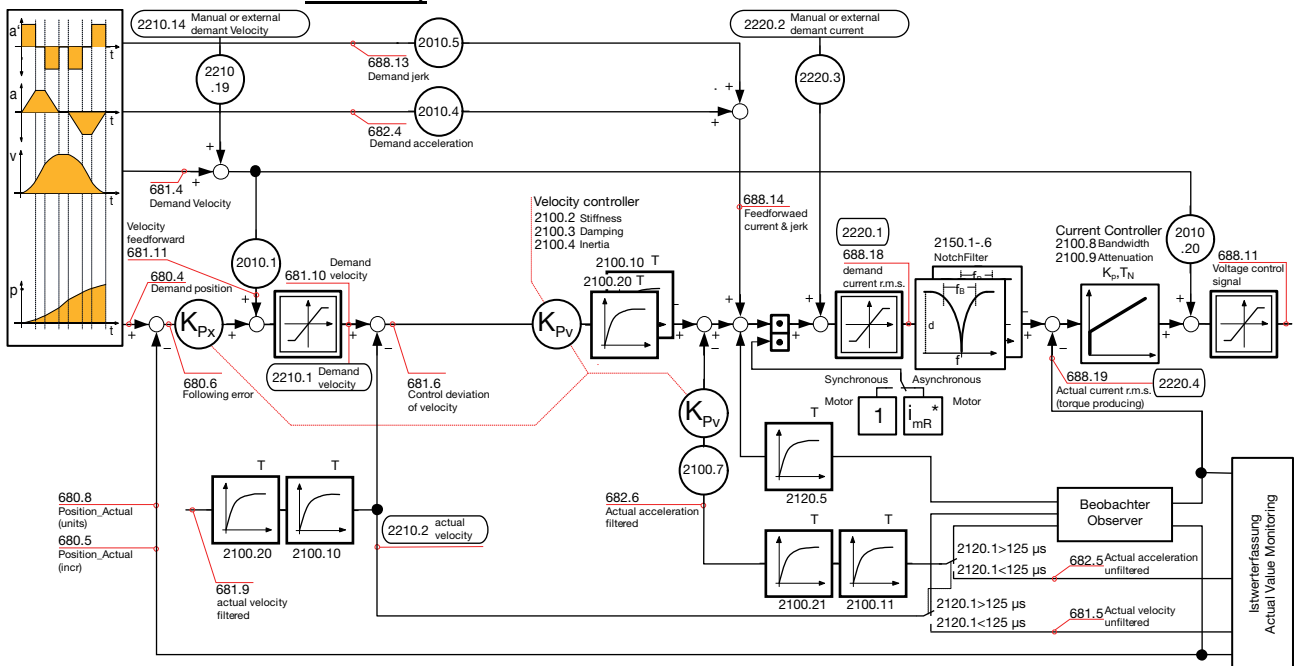 2210.14
Manual or external
demant Velocity
2220.2
Manual or external
demant current
a'
t
a
t
v
t
p
t
2210
.19
2010.5
688.13
Demand jerk
2010.4
682.4
Demand acceleration
2220.3
+
+
+
+
681.4
Demand Velocity
Velocity
feedforward
681.11
680.4
Demand position
2010.1
681.10
Demand
velocity
Velocity controller
2100.2 Stiffness
2100.3 Damping
2100.4 Inertia
2100.10 T
2100.20 T
688.14
Feedforwaed
current & jerk
2220.1
688.18
demand
current r.m.s.
2150.1-.6
NotchFilter
fB
d
f
Current Controller
2100.8 Bandwidth
2100.9 Attenuation
KP, TN
2010
.20
688.11
Voltage control
signal
KPx
KPv
2210.1
Demand
velocity
680.6
Following error
681.6
Control deviation
of velocity
KPv
2100.7
Synchronous
Asynchronous
Motor
1
imR*
Motor
688.19
Actual current r.m.s.
(torque producing)
2220.4
T
2120.5
680.8
Position_Actual
(units)
680.5
Position_Actual
(incr)
T
T
2100.20
2100.10
681.9
actual velocity
filtered
2210.2
actual
velocity
682.6
Actual acceleration
filtered
T
T
2100.21
2100.11
Beobachter
Observer
2120.1>125 µs
2120.1<125 µs
682.5
Actual acceleration
unfiltered
2120.1>125 µs
2120.1<125 µs
681.5
Actual velocity
unfiltered
Istwerterfassung
Actual Value Monitoring